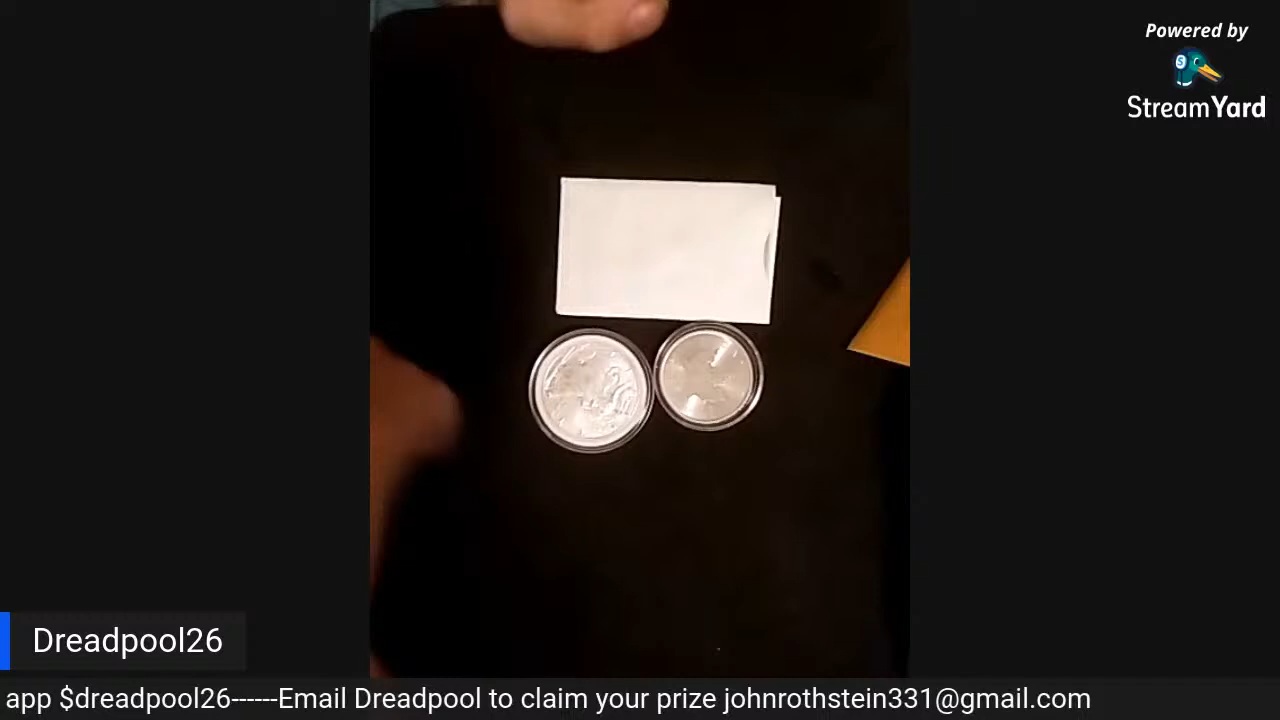 Powered by
StreamYard
Dreadpool26
app $dreadpool26------Email Dreadpool to claim your prize johnrothstein331@gmail.com